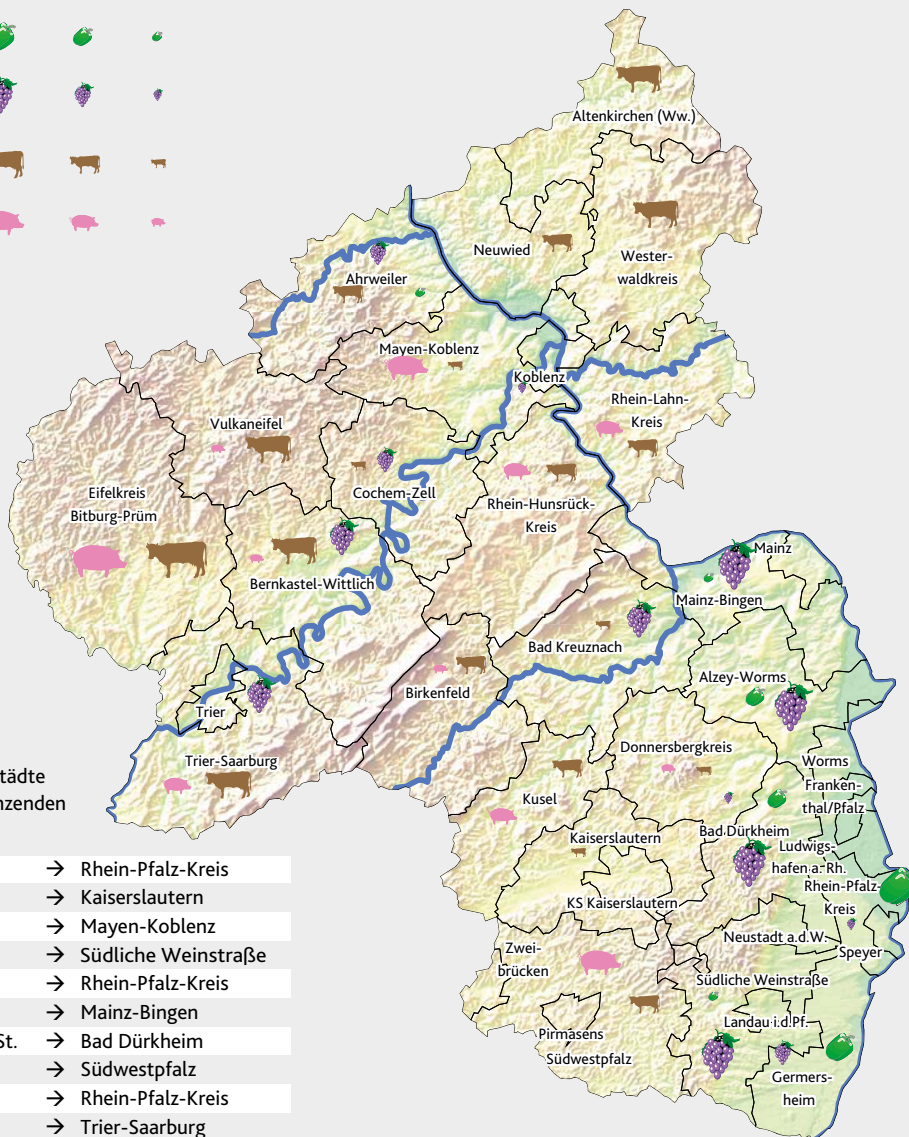 Altenkirchen (Ww.)
Neuwied
Wester-
waldkreis
Ahrweiler
Mayen-Koblenz
Koblenz
Rhein-Lahn-
Kreis
Vulkaneifel
Cochem-Zell
Eifelkreis
Bitburg-Prüm
Rhein-Hunsrück-
Kreis
Bernkastel-Wittlich
Mainz
Mainz-Bingen
Bad Kreuznach
Alzey-Worms
Birkenfeld
Trier
Trier-Saarburg
Donnersbergkreis
Worms
Franken-
thal/Pfalz
Kusel
Kaiserslautern
Bad Dürkheim
Ludwigs-
hafen a. Rh.
Rhein-Pfalz-
Kreis
KS Kaiserslautern
Neustadt a.d.W.
Speyer
Zwei-
brücken
Südliche Weinstraße
Landau i.d.Pf.
Pirmasens
Südwestpfalz
Germers-
heim
tädte
nzenden
→ Rhein-Pfalz-Kreis
→ Kaiserslautern
→ Mayen-Koblenz
→ Südliche Weinstraße
→ Rhein-Pfalz-Kreis
→ Mainz-Bingen
St. → Bad Dürkheim
→ Südwestpfalz
→ Rhein-Pfalz-Kreis
→ Trier-Saarburg